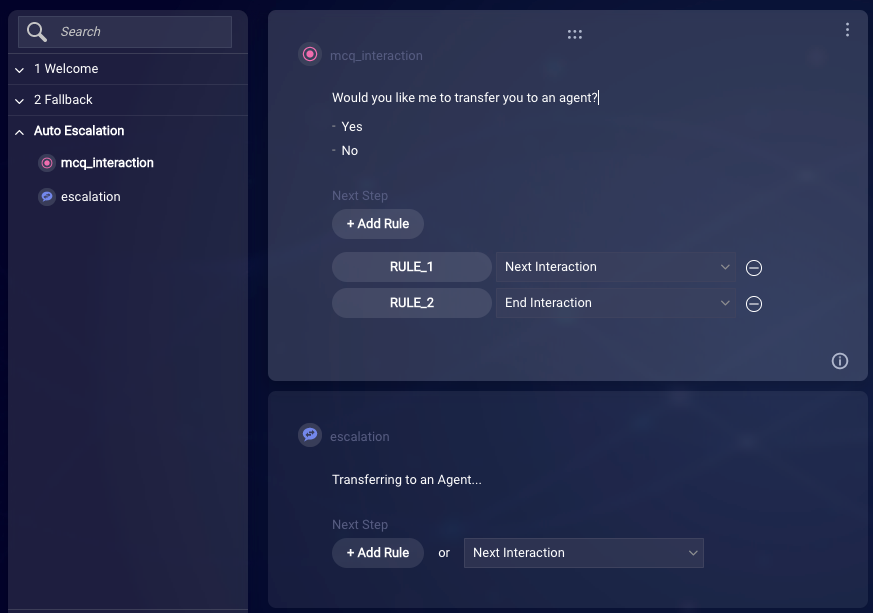 Search
1 Welcome
2 Fallback
Auto Escalation
mcq_interaction
escalation
mcq_interaction
Would you like me to transfer you to an agent?
- Yes
- No
Next Step
+ Add Rule
RULE_1 Next Interaction
RULE_2 End Interaction
escalation
Transferring to an Agent...
Next Step
+ Add Rule or Next Interaction